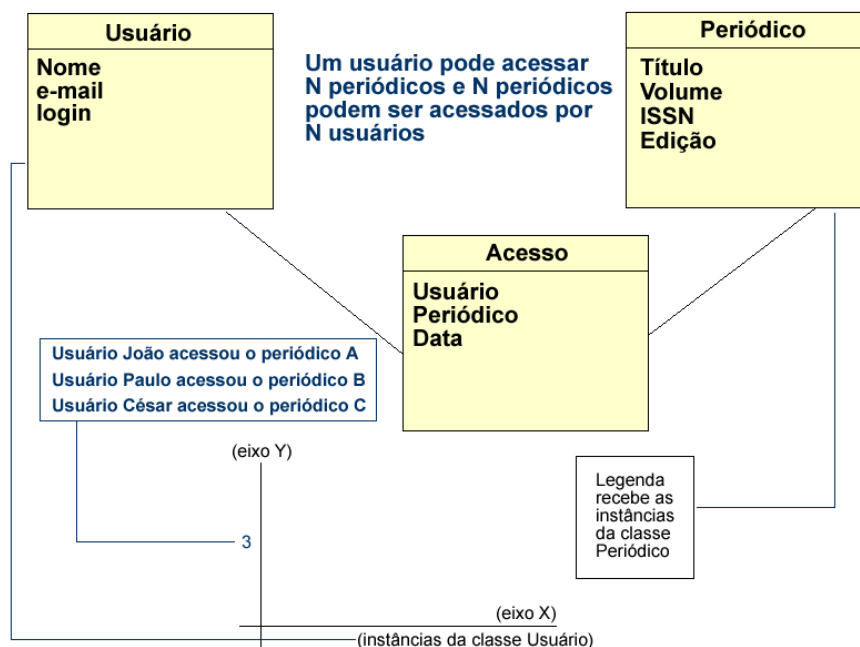 Usuário
Nome
e-mail
login
Um usuário pode acessar
N periódicos e N periódicos
podem ser acessados por
N usuários
Periódico
Título
Volume
ISSN
Edição
Acesso
Usuário
Periódico
Data
Usuário João acessou o periódico A
Usuário Paulo acessou o periódico B
Usuário César acessou o periódico C
(eixo Y)
3
Legenda
recebe as
instâncias
da classe
Periódico
(eixo X)
(instâncias da classe Usuário)